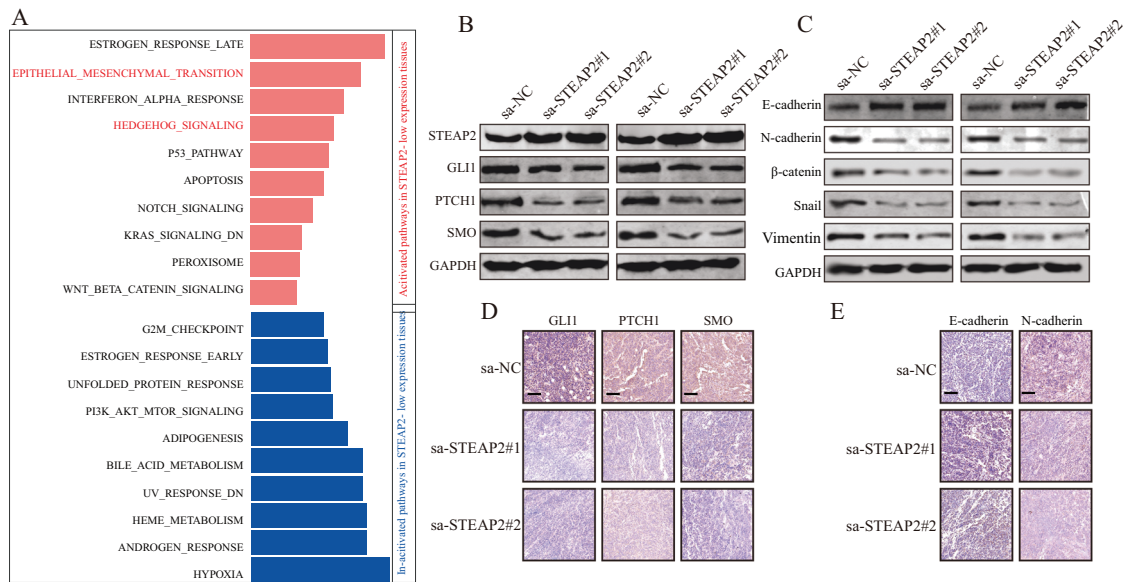 A
ESTROGEN_RESPONSE_LATE
EPITHELIAL_MESENCHYMAL_TRANSITION
INTERFERON_ALPHA_RESPONSE
HEDGEHOG_SIGNALING
P53_PATHWAY
APOPTOSIS
NOTCH_SIGNALING
KRAS_SIGNALING_DN
PEROXISOME
WNT_BETA_CATENIN_SIGNALING
Acitivated pathways in STEAP2- low expression tissues
G2M_CHECKPOINT
ESTROGEN_RESPONSE_EARLY
UNFOLDED_PROTEIN_RESPONSE
PI3K_AKT_MTOR_SIGNALING
ADIPOGENESIS
BILE_ACID_METABOLISM
UV_RESPONSE_DN
HEME_METABOLISM
ANDROGEN_RESPONSE
HYPOXIA
In-acitivated pathways in STEAP2- low expression tissues
B
sa-NC sa-STEAP2#1 sa-STEAP2#2 sa-NC sa-STEAP2#1 sa-STEAP2#2
STEAP2
GLI1
PTCH1
SMO
GAPDH
C
sa-NC sa-STEAP2#1 sa-STEAP2#2 sa-NC sa-STEAP2#1 sa-STEAP2#2
E-cadherin
N-cadherin
β-catenin
Snail
Vimentin
GAPDH
D
GLI1 PTCH1 SMO
sa-NC
sa-STEAP2#1
sa-STEAP2#2
E
E-cadherin N-cadherin
sa-NC
sa-STEAP2#1
sa-STEAP2#2